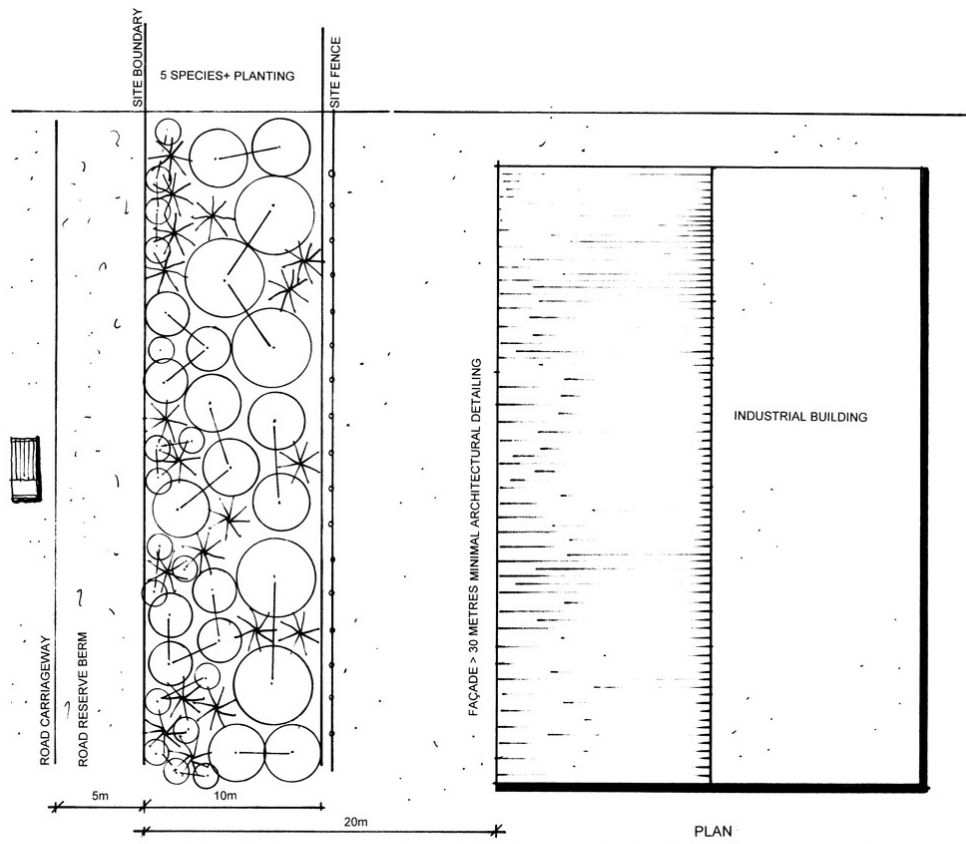 SITE BOUNDARY
5 SPECIES+ PLANTING
SITE FENCE
FAÇADE > 30 METRES MINIMAL ARCHITECTURAL DETAILING
INDUSTRIAL BUILDING
ROAD CARRIAGEWAY
ROAD RESERVE BERM
5m
10m
20m
PLAN